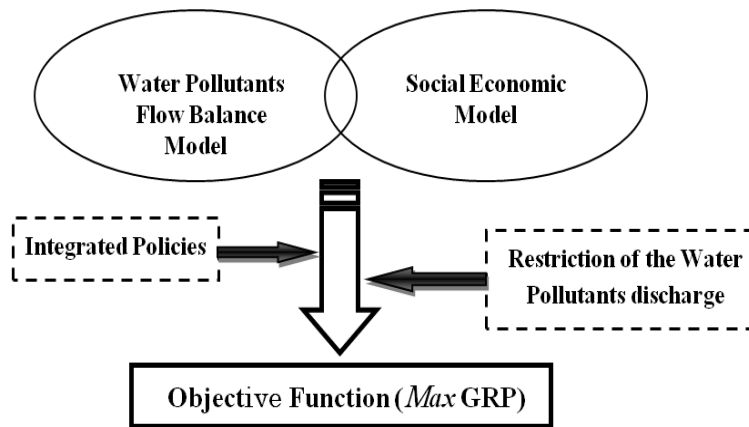 Water Pollutants
Flow Balance
Model
Social Economic
Model
Integrated Policies
Restriction of the Water
Pollutants discharge
Objective Function (Max GRP)